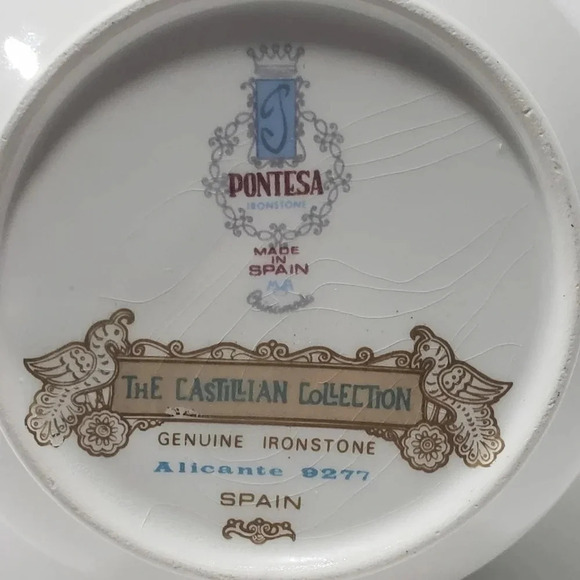 PONTESA
IRONSTONE
MADE
IN
SPAIN
THE CASTILLIAN COLLECTION
GENUINE IRONSTONE
Alicante 9277
SPAIN